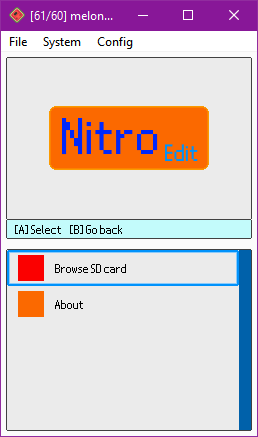 [61/60] melon...
File System Config
Nitro
Edit
[A]Select [B]Go back
Browse SD card
About